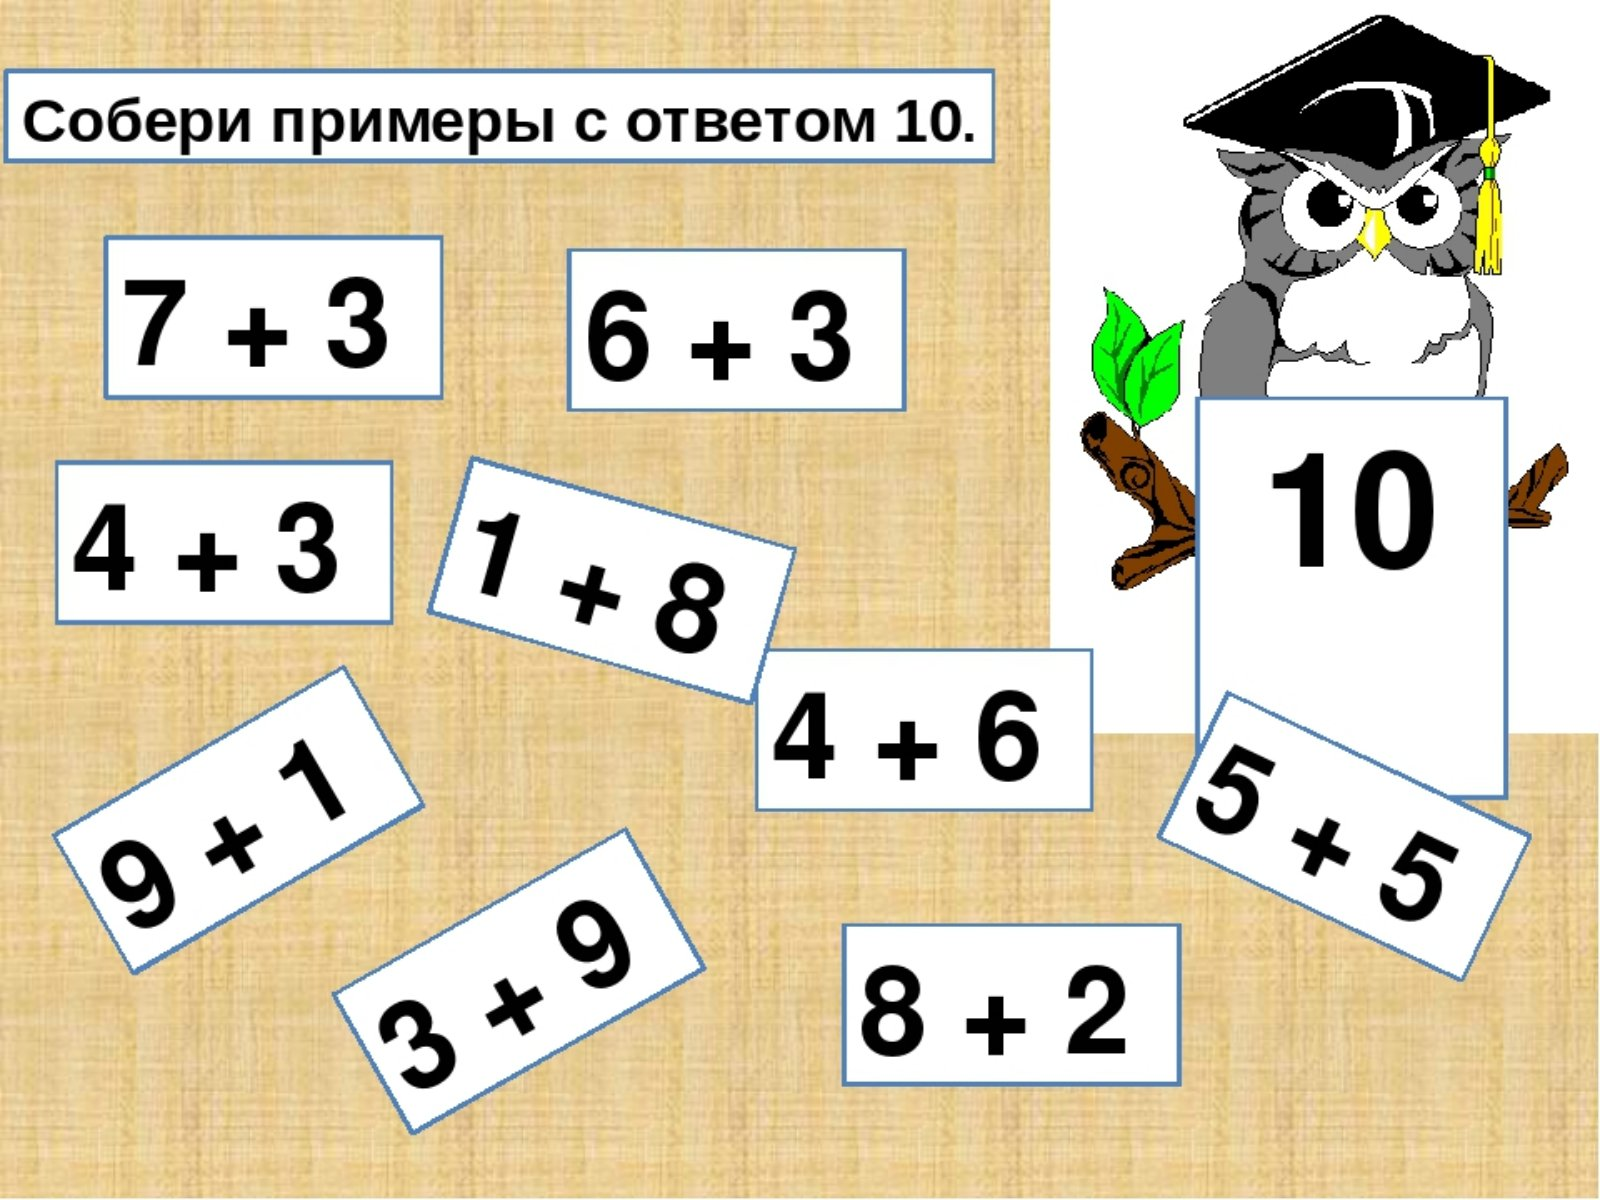 Собери примеры с ответом 10.
7 + 3
6 + 3
10
4 + 3
1 + 8
4 + 6
5 + 5
9 + 1
3 + 9
8 + 2